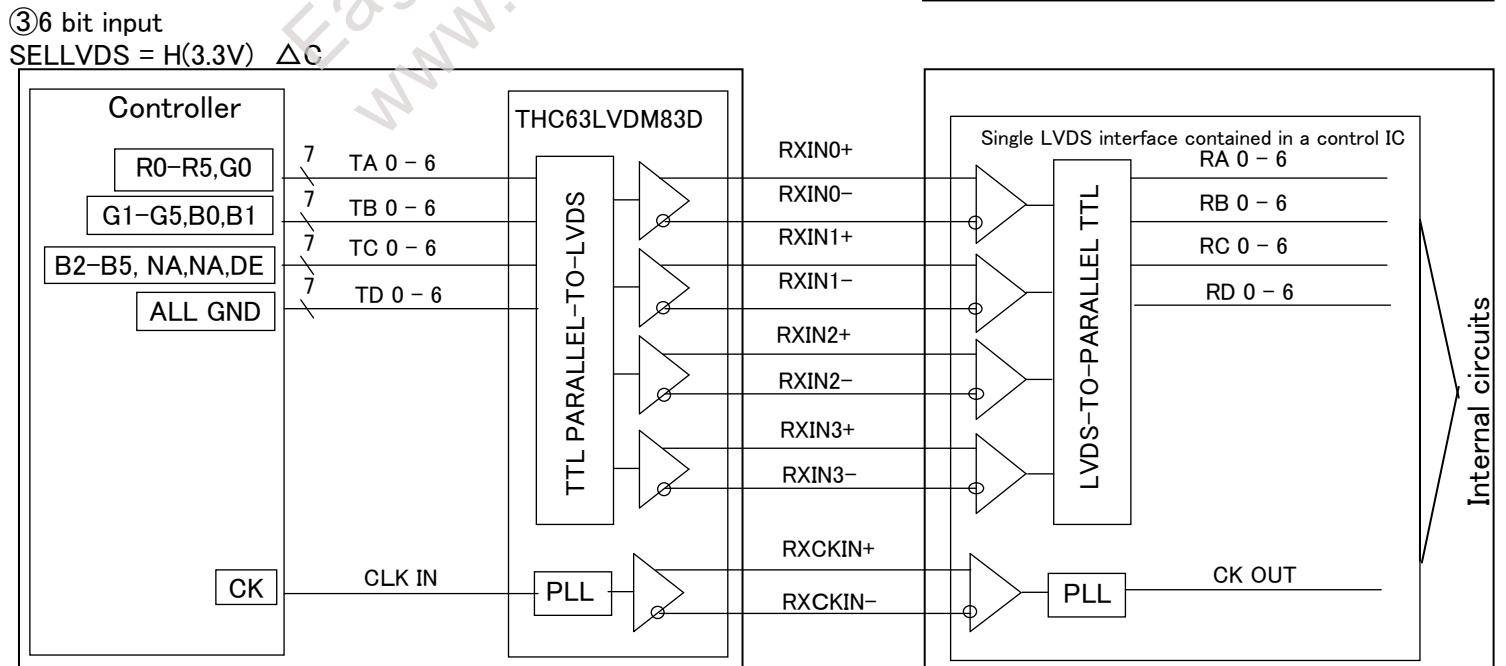 ③6 bit input
SELLVDS = H(3.3V) △C
Controller
THC63LVDM83D
Single LVDS interface contained in a control IC
R0-R5,G0
7
TA 0 - 6
RXIN0+
RA 0 - 6
G1-G5,B0,B1
7
TB 0 - 6
RXIN0-
RB 0 - 6
B2-B5, NA,NA,DE
7
TC 0 - 6
RXIN1+
RC 0 - 6
ALL GND
7
TD 0 - 6
RXIN1-
RD 0 - 6
TTL PARALLEL-TO-LVDS
RXIN2+
RXIN2-
RXIN3+
RXIN3-
LVDS-TO-PARALLEL TTL
Internal circuits
CK
CLK IN
PLL
RXCKIN+
RXCKIN-
PLL
CK OUT
www.